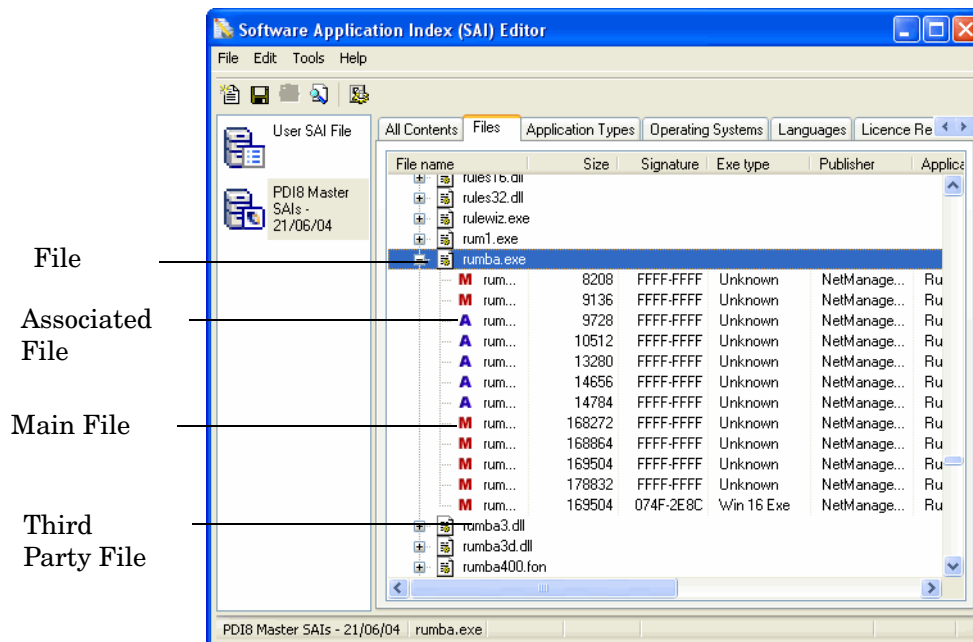 Software Application Index (SAI) Editor
File Edit Tools Help
User SAI File
PDI8 Master
SAIs -
21/06/04
All Contents Files Application Types Operating Systems Languages Licence Re
File name Size Signature Exe type Publisher Applica
rules16.dll
rules32.dll
rulewiz.exe
rum1.exe
rumba.exe
M rum... 8208 FFFF-FFFF Unknown NetManage... Ru
M rum... 9136 FFFF-FFFF Unknown NetManage... Ru
A rum... 9728 FFFF-FFFF Unknown NetManage... Ru
A rum... 10512 FFFF-FFFF Unknown NetManage... Ru
A rum... 13280 FFFF-FFFF Unknown NetManage... Ru
A rum... 14656 FFFF-FFFF Unknown NetManage... Ru
A rum... 14784 FFFF-FFFF Unknown NetManage... Ru
M rum... 168272 FFFF-FFFF Unknown NetManage... Ru
M rum... 168864 FFFF-FFFF Unknown NetManage... Ru
M rum... 169504 FFFF-FFFF Unknown NetManage... Ru
M rum... 178832 FFFF-FFFF Unknown NetManage... Ru
M rum... 169504 074F-2E8C Win 16 Exe NetManage... Ru
rumba3.dll
rumba3d.dll
rumba400.fon
PDI8 Master SAIs - 21/06/04 rumba.exe
File
Associated
File
Main File
Third
Party File